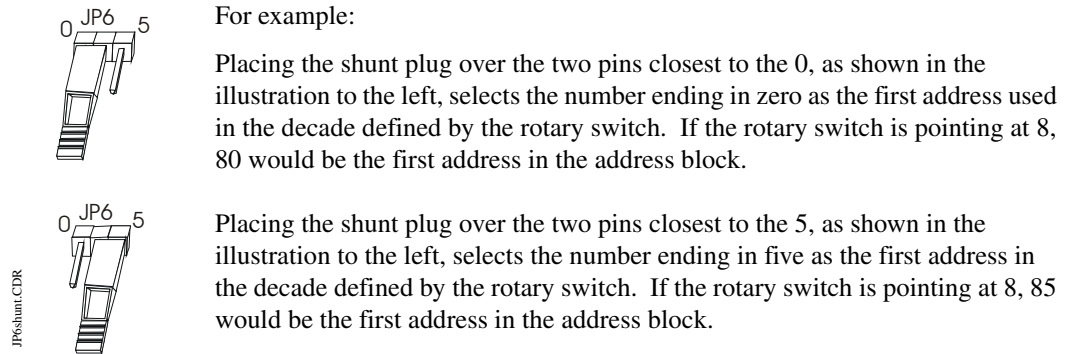 0 JP6 5
For example:
Placing the shunt plug over the two pins closest to the 0, as shown in the
illustration to the left, selects the number ending in zero as the first address used
in the decade defined by the rotary switch.  If the rotary switch is pointing at 8,
80 would be the first address in the address block.
0 JP6 5
Placing the shunt plug over the two pins closest to the 5, as shown in the
illustration to the left, selects the number ending in five as the first address in
the decade defined by the rotary switch.  If the rotary switch is pointing at 8, 85
would be the first address in the address block.
JP6shunt.CDR